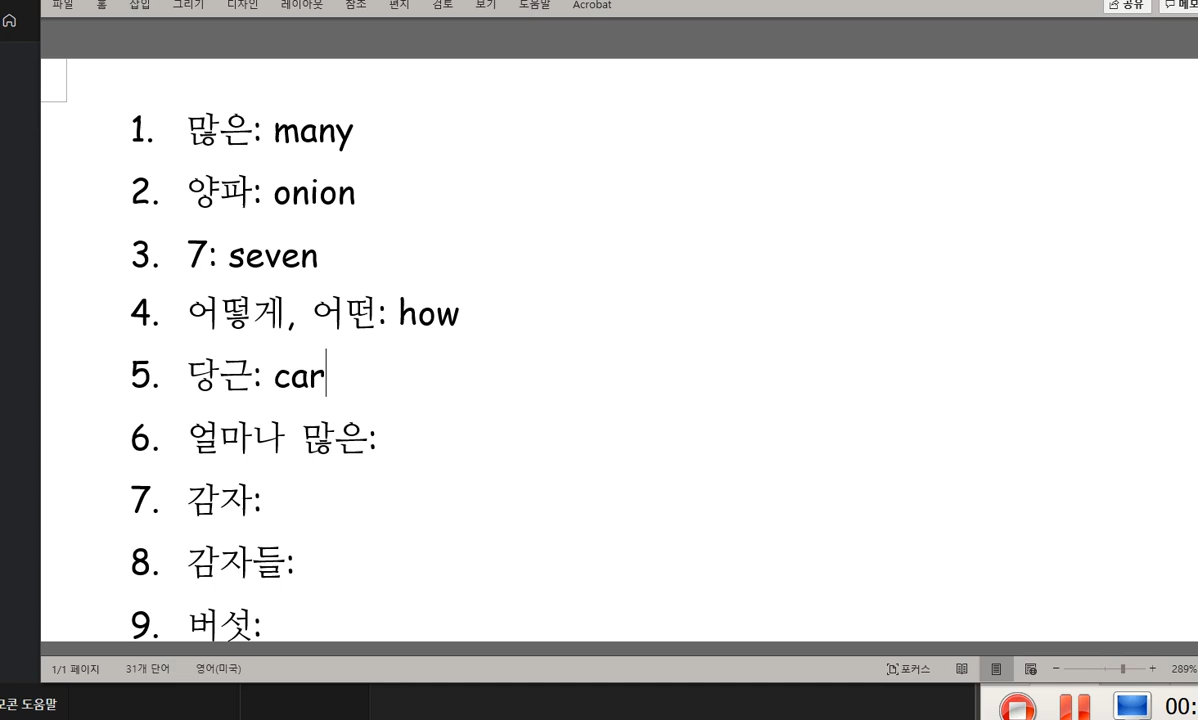 파일 홈 삽입 그리기 디자인 레이아웃 참조 편지 검토 보기 도움말 Acrobat 공유 메모
1. 많은: many
2. 양파: onion
3. 7: seven
4. 어떻게, 어떤: how
5. 당근: car
6. 얼마나 많은:
7. 감자:
8. 감자들:
9. 버섯:
1/1 페이지 31개 단어 영어(미국) 포커스 289%
모콘 도움말 00: